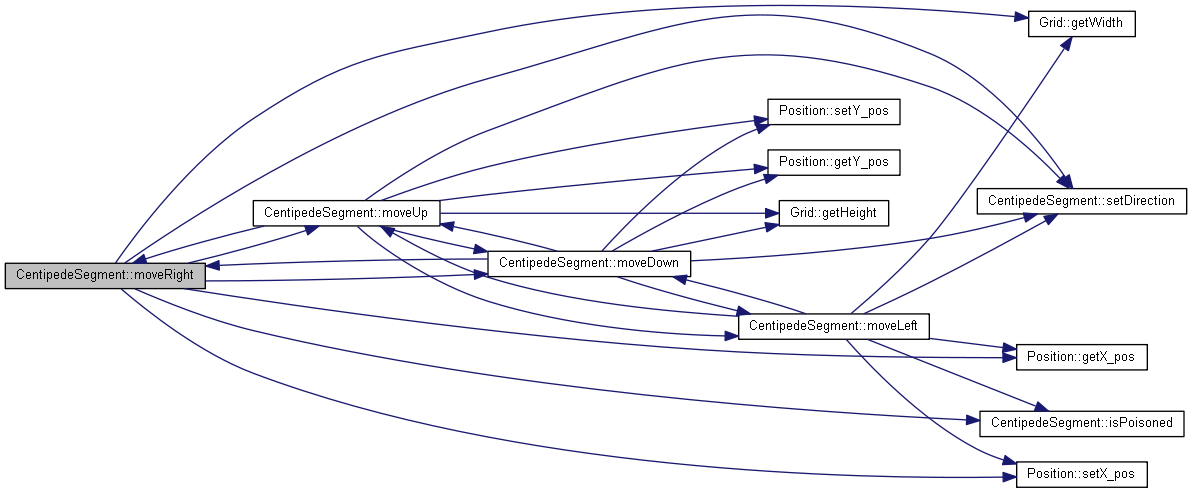 Grid::getWidth
Position::setY_pos
Position::getY_pos
CentipedeSegment::setDirection
CentipedeSegment::moveUp
Grid::getHeight
CentipedeSegment::moveDown
CentipedeSegment::moveRight
CentipedeSegment::moveLeft
Position::getX_pos
CentipedeSegment::isPoisoned
Position::setX_pos